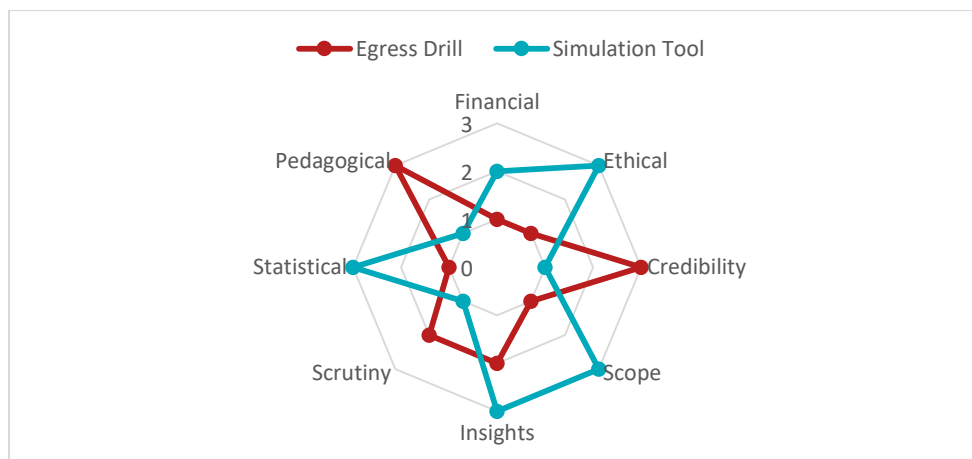 Egress Drill Simulation Tool
Financial
3
Pedagogical Ethical
2
1
Statistical 0 Credibility
Scrutiny Scope
Insights